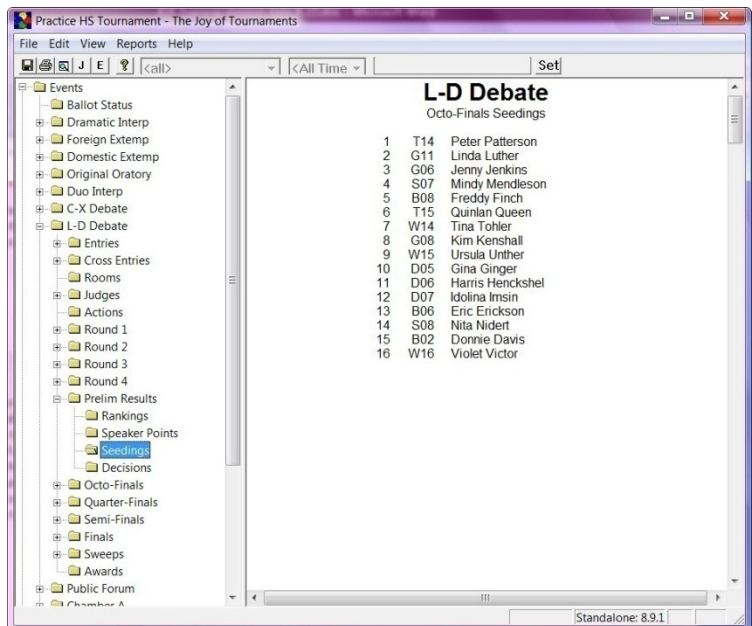 Practice HS Tournament - The Joy of Tournaments
File Edit View Reports Help
J E ? <all> <All Time Set
Events
Ballot Status
Dramatic Interp
Foreign Extemp
Domestic Extemp
Original Oratory
Duo Interp
C-X Debate
L-D Debate
Entries
Cross Entries
Rooms
Judges
Actions
Round 1
Round 2
Round 3
Round 4
Prelim Results
Rankings
Speaker Points
Seedings
Decisions
Octo-Finals
Quarter-Finals
Semi-Finals
Finals
Sweeps
Awards
Public Forum
Chamber A
L-D Debate
Octo-Finals Seedings
1 T14 Peter Patterson
2 G11 Linda Luther
3 G06 Jenny Jenkins
4 S07 Mindy Mendleson
5 B08 Freddy Finch
6 T15 Quinlan Queen
7 W14 Tina Tohler
8 G08 Kim Kenshall
9 W15 Ursula Unther
10 D05 Gina Ginger
11 D06 Harris Henckshel
12 D07 Idolina Imsin
13 B06 Eric Erickson
14 S08 Nita Nidert
15 B02 Donnie Davis
16 W16 Violet Victor
Standalone: 8.9.1